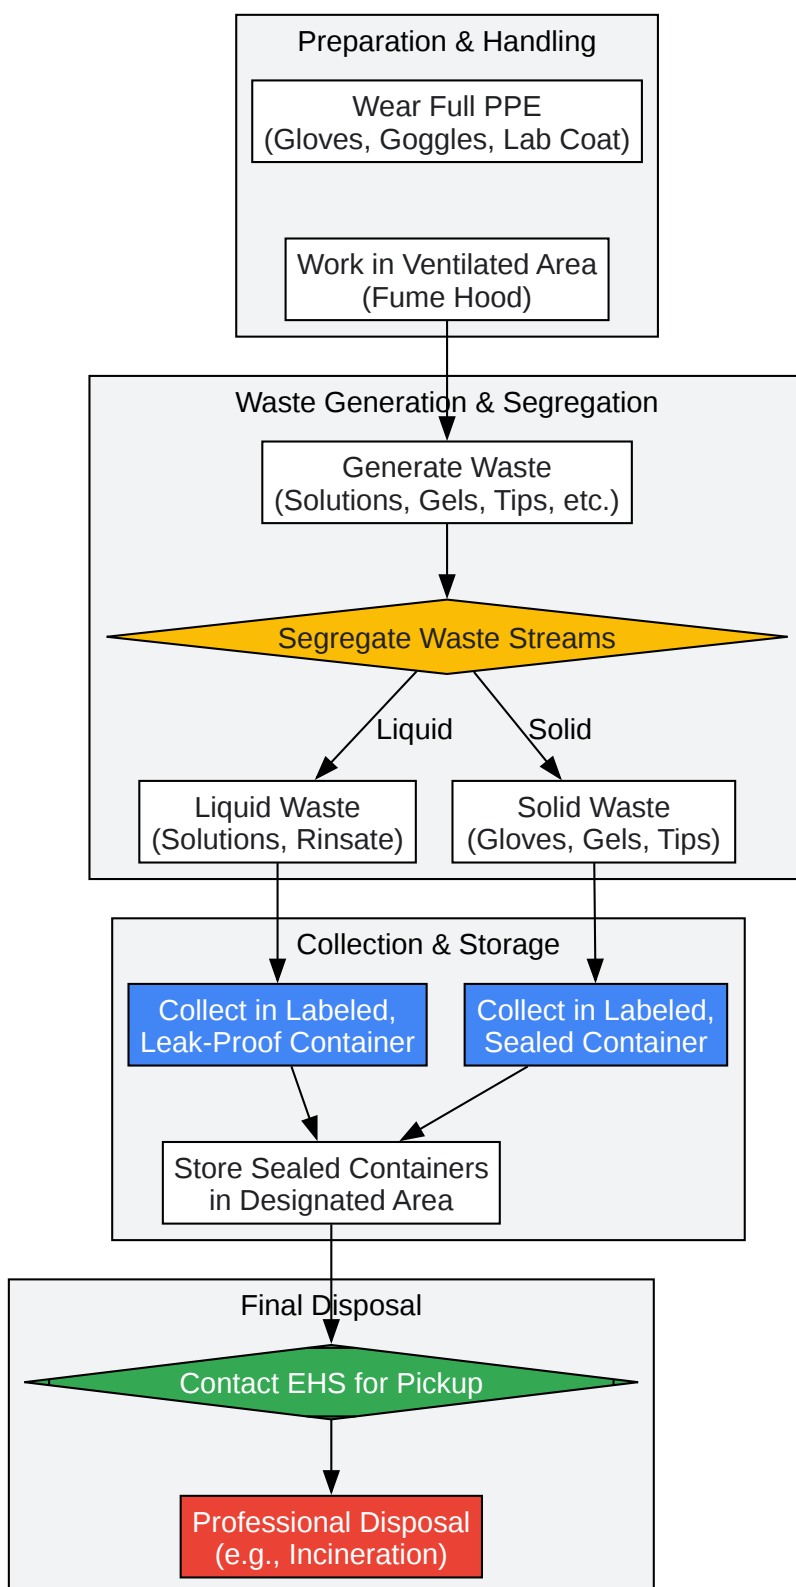 Preparation & Handling
Wear Full PPE
(Gloves, Goggles, Lab Coat)
Work in Ventilated Area
(Fume Hood)
Waste Generation & Segregation
Generate Waste
(Solutions, Gels, Tips, etc.)
Segregate Waste Streams
Liquid
Solid
Liquid Waste
(Solutions, Rinsate)
Solid Waste
(Gloves, Gels, Tips)
Collection & Storage
Collect in Labeled,
Leak-Proof Container
Collect in Labeled,
Sealed Container
Store Sealed Containers
in Designated Area
Final Disposal
Contact EHS for Pickup
Professional Disposal
(e.g., Incineration)